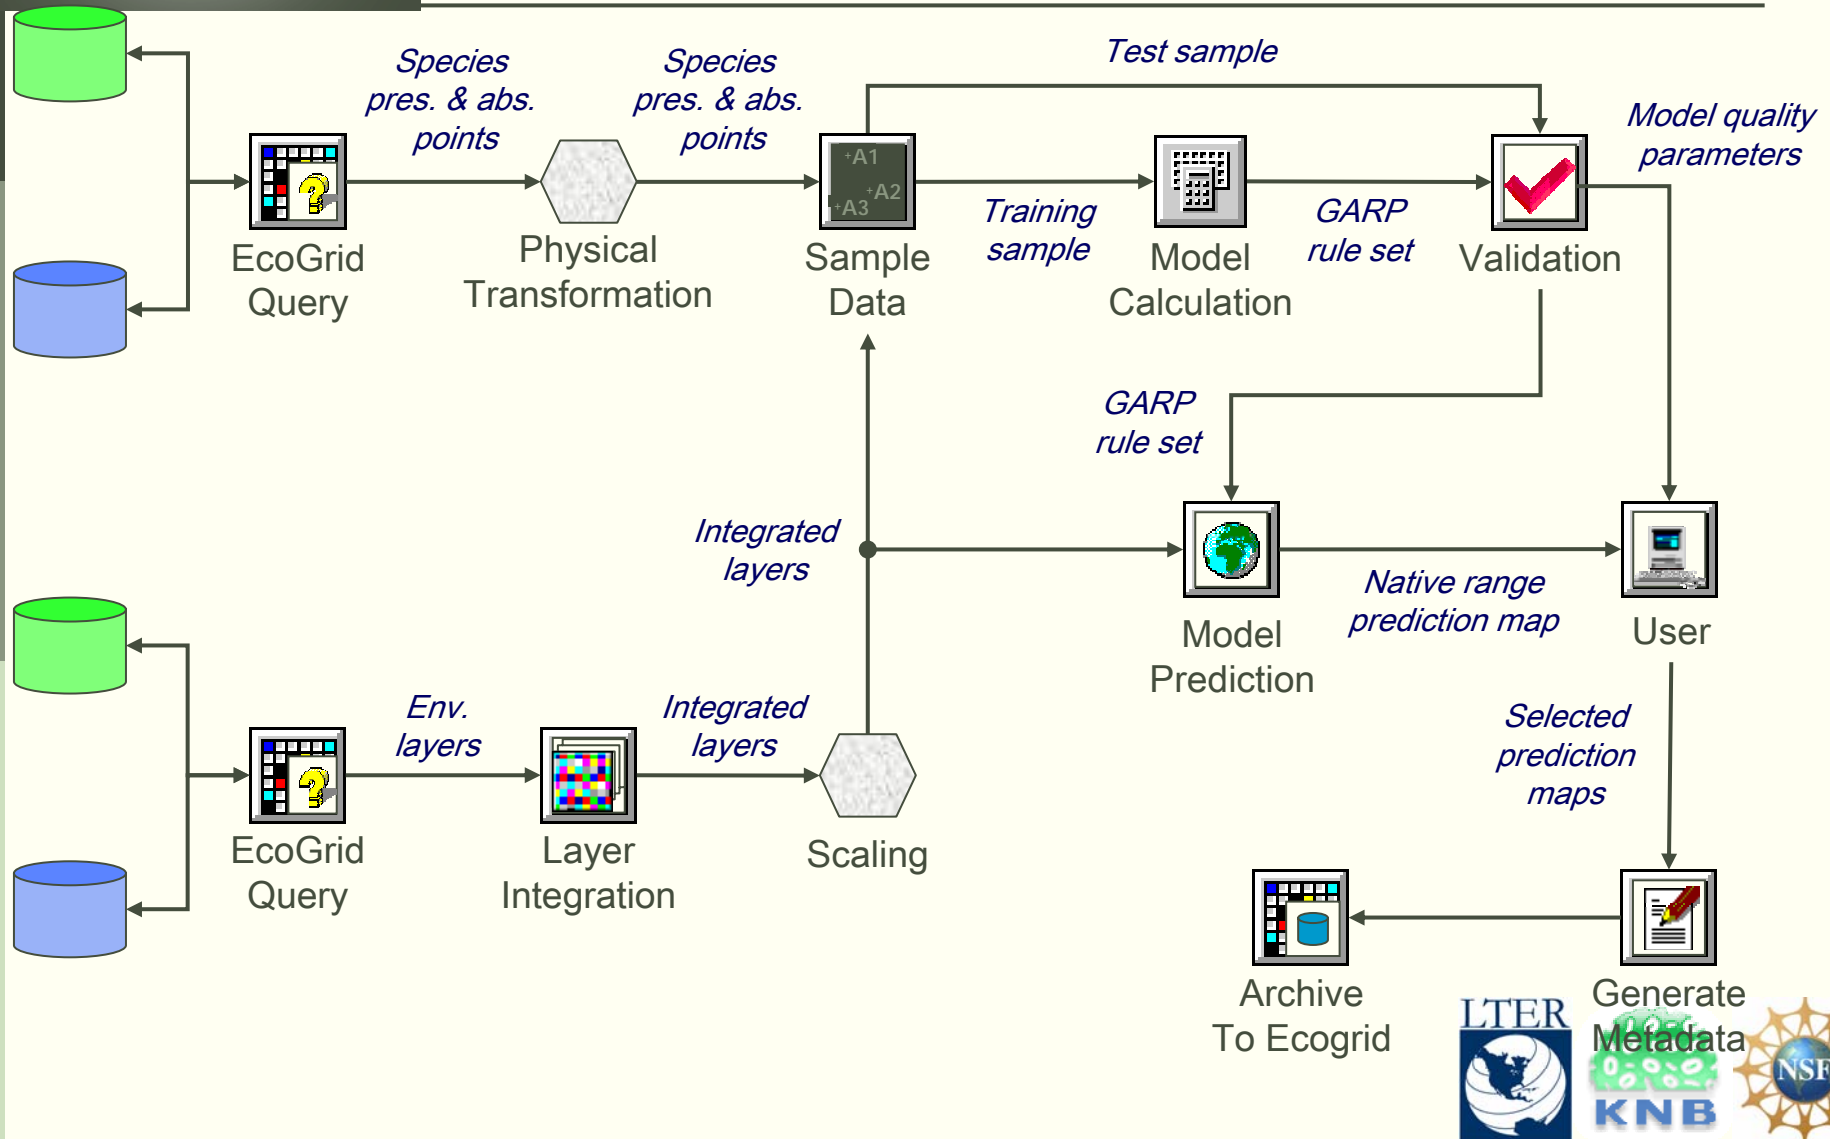 Species
pres. & abs.
points
Species
pres. & abs.
points
Test sample
Model quality
parameters
+A1
+A2
+A3
EcoGrid
Query
Physical
Transformation
Sample
Data
Training
sample
Model
Calculation
GARP
rule set
Validation
GARP
rule set
Integrated
layers
Model
Prediction
Native range
prediction map
User
Env.
layers
Integrated
layers
Selected
prediction
maps
EcoGrid
Query
Layer
Integration
Scaling
Archive
To Ecogrid
Generate
Metadata
LTER
KNB
NSF